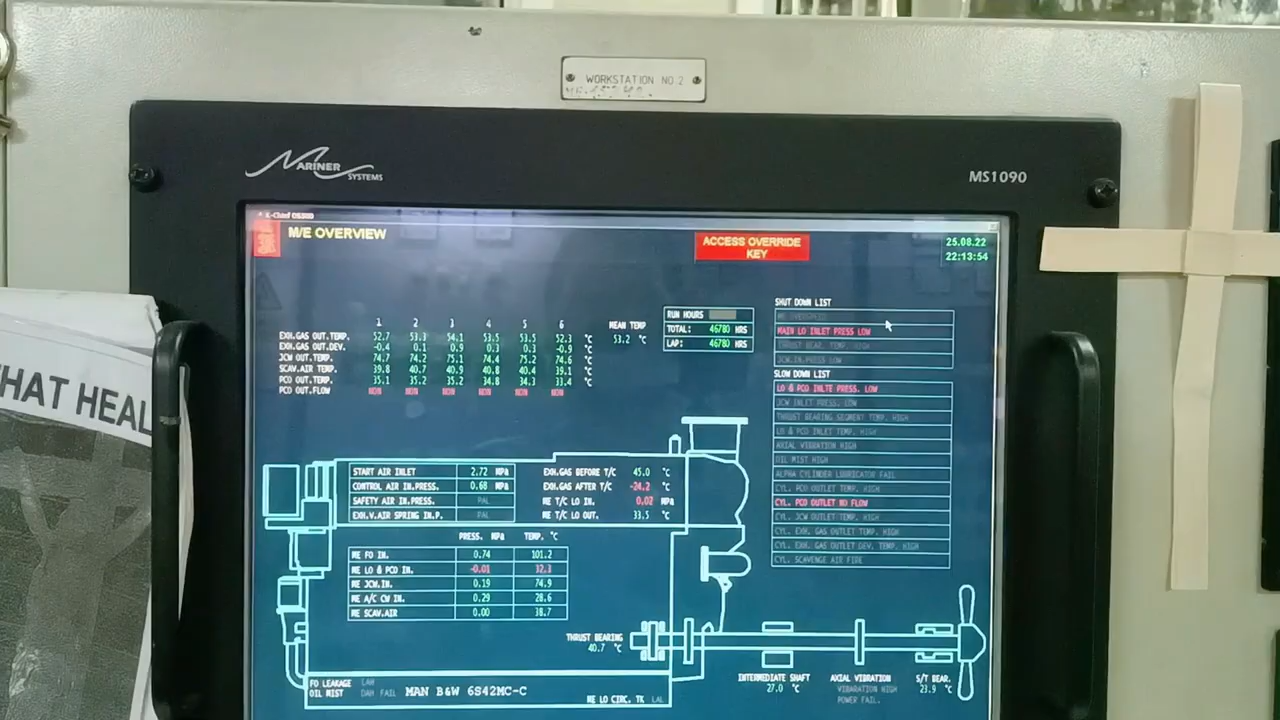 WORKSTATION NO.2
MARINER SYSTEMS
MS1090
M/E OVERVIEW
ACCESS OVERRIDE KEY
25.08.22
22:13:54
1 2 3 4 5 6 MEAN TEMP
EXH.GAS OUT.TEMP. 52.7 53.3 54.1 53.5 53.5 52.3 °C 53.2 °C
EXH.GAS OUT.DEV. -0.4 0.1 0.9 0.3 0.3 -0.9 °C
JCW OUT.TEMP. 74.7 74.2 75.1 74.4 75.2 74.6 °C
SCAV.AIR TEMP. 39.8 40.7 40.9 40.8 40.4 39.1 °C
PCO OUT.TEMP. 35.1 35.2 35.2 34.8 34.3 33.4 °C
PCO OUT.FLOW NON NON NON NON NON NON
RUN HOURS
TOTAL: 46780 HRS
LAP: 46780 HRS
SHUT DOWN LIST
ME OVERSPEED
MAIN LO INLET PRESS LOW
THRUST BEAR. TEMP. HIGH
JCW.IN.PRESS LOW
SLOW DOWN LIST
LO & PCO INLTE PRESS. LOW
JCW INLET PRESS. LOW
THRUST BEARING SEGMENT TEMP. HIGH
LO & PCO INLET TEMP. HIGH
AXIAL VIBRATION HIGH
OIL MIST HIGH
ALPHA CYLINDER LUBRICATOR FAIL
CYL. PCO OUTLET TEMP. HIGH
CYL. PCO OUTLET NO FLOW
CYL. JCW OUTLET TEMP. HIGH
CYL. EXH. GAS OUTLET TEMP. HIGH
CYL. EXH. GAS OUTLET DEV. TEMP. HIGH
CYL. SCAVENGE AIR FIRE
THAT HEAL
START AIR INLET 2.72 MPa
CONTROL AIR IN.PRESS. 0.68 MPa
SAFETY AIR IN.PRESS. PAL
EXH.V.AIR SPRING IN.P. PAL
EXH.GAS BEFORE T/C 45.0 °C
EXH.GAS AFTER T/C -24.2 °C
ME T/C LO IN. 0.02 MPa
ME T/C LO OUT. 33.5 °C
PRESS. MPa TEMP. °C
ME FO IN. 0.74 101.2
ME LO & PCO IN. -0.01 32.3
ME JCW.IN. 0.19 74.9
ME A/C CW IN. 0.29 28.6
ME SCAV.AIR 0.00 38.7
THRUST BEARING
40.7 °C
INTERMEDIATE SHAFT
27.0 °C
AXIAL VIBRATION
VIBARATION HIGH
POWER FAIL.
S/T BEAR.
23.9 °C
FO LEAKAGE LAH
OIL MIST DAH FAIL
MAN B&W 6S42MC-C
ME LO CIRC. TK LAL